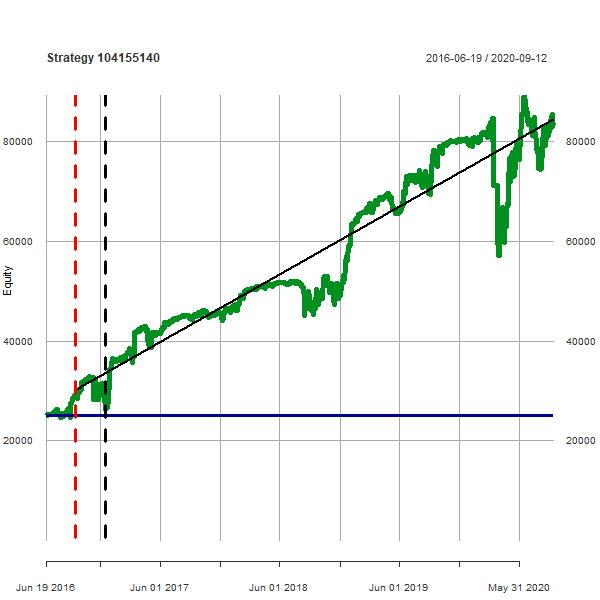 Strategy 104155140
2016-06-19 / 2020-09-12
80000
80000
60000
60000
Equity
40000
40000
20000
20000
Jun 19 2016
Jun 01 2017
Jun 01 2018
Jun 01 2019
May 31 2020